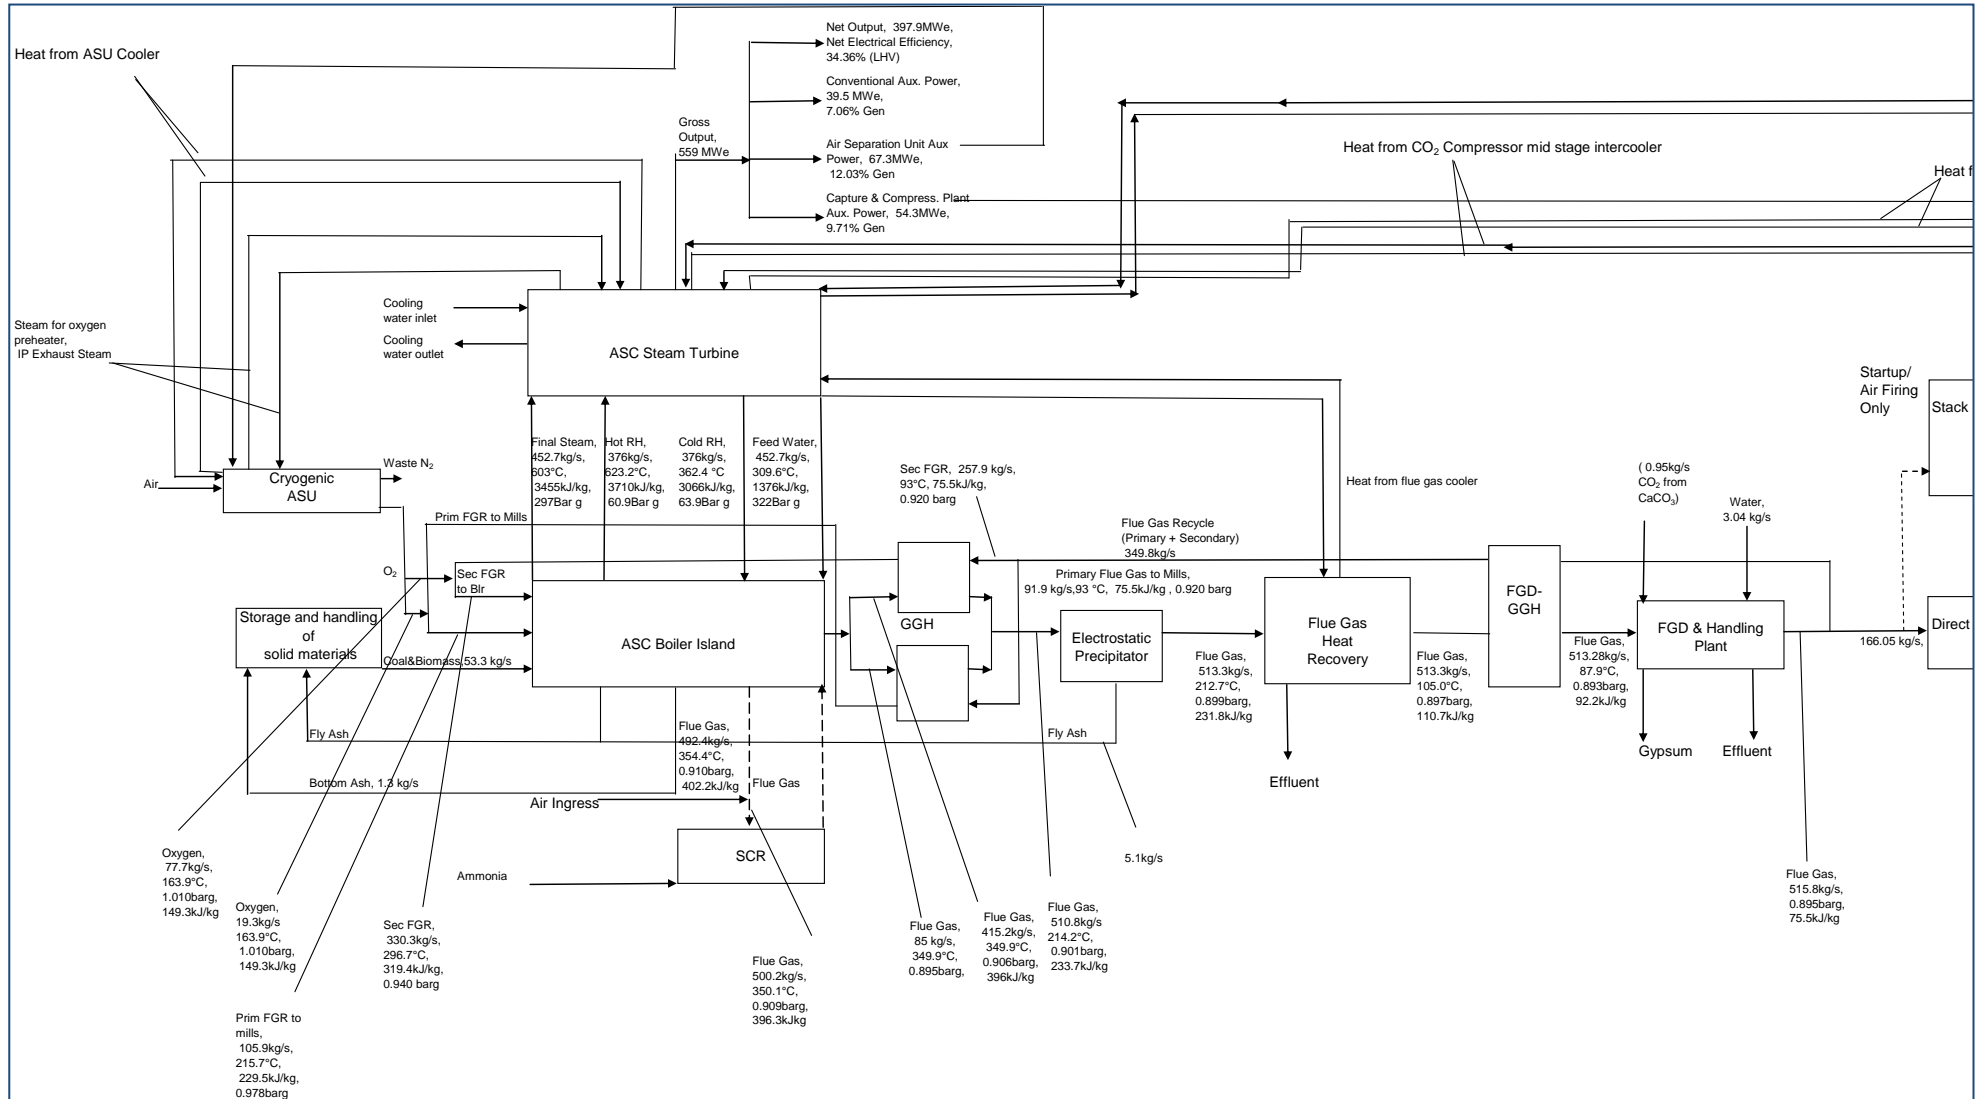 Heat from ASU Cooler
Net Output, 397.9MWe,
Net Electrical Efficiency,
34.36% (LHV)
Conventional Aux. Power,
39.5 MWe,
7.06% Gen
Gross
Output,
559 MWe
Air Separation Unit Aux
Power, 67.3MWe,
12.03% Gen
Capture & Compress. Plant
Aux. Power, 54.3MWe,
9.71% Gen
Heat from CO₂ Compressor mid stage intercooler
Heat f
Cooling
water inlet
Cooling
water outlet
Steam for oxygen
preheater,
IP Exhaust Steam
ASC Steam Turbine
Startup/
Air Firing
Only
Stack
Final Steam,
452.7kg/s,
603°C,
3455kJ/kg,
297Bar g
Hot RH,
376kg/s,
623.2°C,
3710kJ/kg,
60.9Bar g
Cold RH,
376kg/s,
362.4 °C
3066kJ/kg,
63.9Bar g
Feed Water,
452.7kg/s,
309.6°C,
1376kJ/kg,
322Bar g
Waste N₂
Air
Cryogenic
ASU
Sec FGR, 257.9 kg/s,
93°C, 75.5kJ/kg,
0.920 barg
Heat from flue gas cooler
( 0.95kg/s
CO₂ from
CaCO₃)
Water,
3.04 kg/s
Prim FGR to Mills
Flue Gas Recycle
(Primary + Secondary)
349.8kg/s
O₂
Sec FGR
to Blr
Primary Flue Gas to Mills,
91.9 kg/s,93 °C, 75.5kJ/kg , 0.920 barg
FGD-
GGH
Storage and handling
of
solid materials
GGH
ASC Boiler Island
Electrostatic
Precipitator
Flue Gas
Heat
Recovery
FGD & Handling
Plant
Direct
166.05 kg/s,
Coal&Biomass,53.3 kg/s
Flue Gas,
513.3kg/s,
212.7°C,
0.899barg,
231.8kJ/kg
Flue Gas,
513.3kg/s,
105.0°C,
0.897barg,
110.7kJ/kg
Flue Gas,
513.28kg/s,
87.9°C,
0.893barg,
92.2kJ/kg
Fly Ash
Flue Gas,
492.4kg/s,
354.4°C,
0.910barg,
402.2kJ/kg
Fly Ash
Gypsum
Effluent
Bottom Ash, 1.3 kg/s
Flue Gas
Effluent
Air Ingress
SCR
Ammonia
Oxygen,
77.7kg/s,
163.9°C,
1.010barg,
149.3kJ/kg
5.1kg/s
Flue Gas,
515.8kg/s,
0.895barg,
75.5kJ/kg
Oxygen,
19.3kg/s
163.9°C,
1.010barg,
149.3kJ/kg
Sec FGR,
330.3kg/s,
296.7°C,
319.4kJ/kg,
0.940 barg
Flue Gas,
85 kg/s,
349.9°C,
0.895barg,
Flue Gas,
415.2kg/s,
349.9°C,
0.906barg,
396kJ/kg
Flue Gas,
510.8kg/s
214.2°C,
0.901barg,
233.7kJ/kg
Flue Gas,
500.2kg/s,
350.1°C,
0.909barg,
396.3kJkg
Prim FGR to
mills,
105.9kg/s,
215.7°C,
229.5kJ/kg,
0.978barg